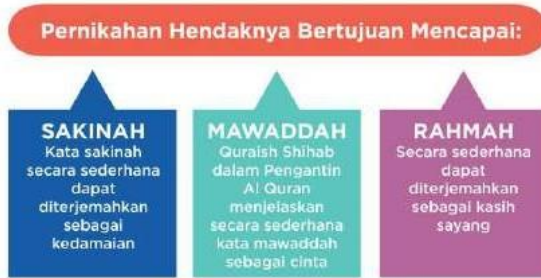 Pernikahan Hendaknya Bertujuan Mencapai:
SAKINAH
Kata sakinah
secara sederhana
dapat
diterjemahkan
sebagai
kedamaian
MAWADDAH
Quraish Shihab
dalam Pengantin
Al Quran
menjelaskan
secara sederhana
kata mawaddah
sebagai cinta
RAHMAH
Secara sederhana
dapat
diterjemahkan
sebagai kasih
sayang